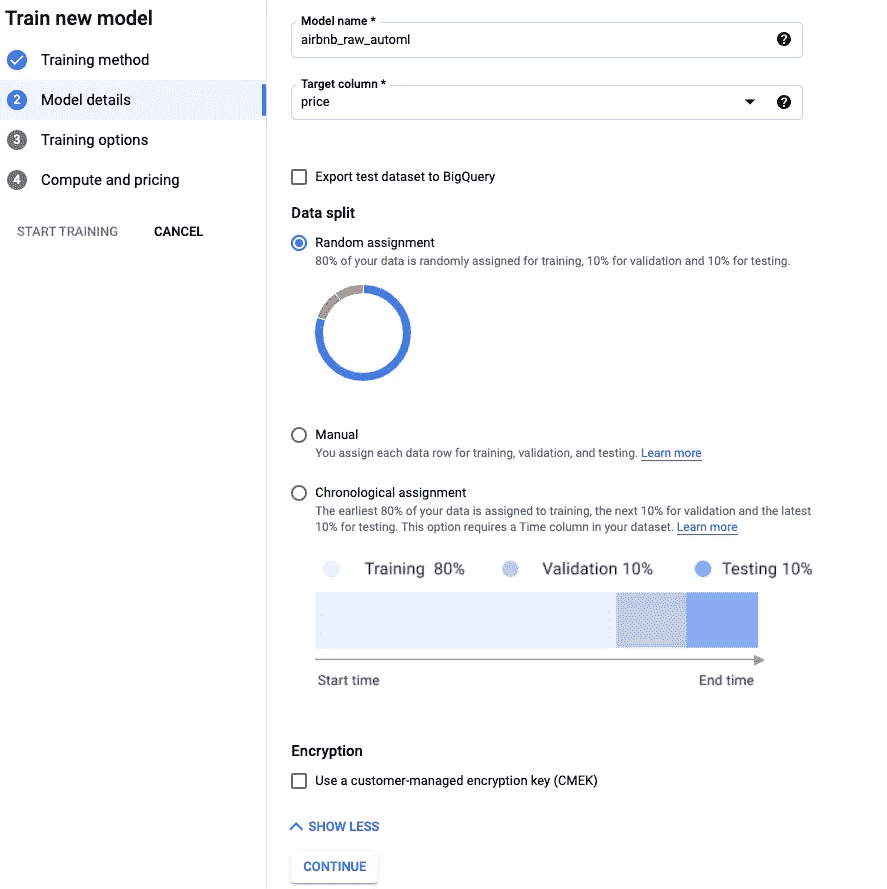 Train new model
Training method
2
Model details
3
Training options
4
Compute and pricing
START TRAINING
CANCEL
Model name *
airbnb_raw_automl
?
Target column *
price
?
Export test dataset to BigQuery
Data split
Random assignment
80% of your data is randomly assigned for training, 10% for validation and 10% for testing.
Manual
You assign each data row for training, validation, and testing. Learn more
Chronological assignment
The earliest 80% of your data is assigned to training, the next 10% for validation and the latest
10% for testing. This option requires a Time column in your dataset. Learn more
Training 80% Validation 10% Testing 10%
Start time End time
Encryption
Use a customer-managed encryption key (CMEK)
SHOW LESS
CONTINUE